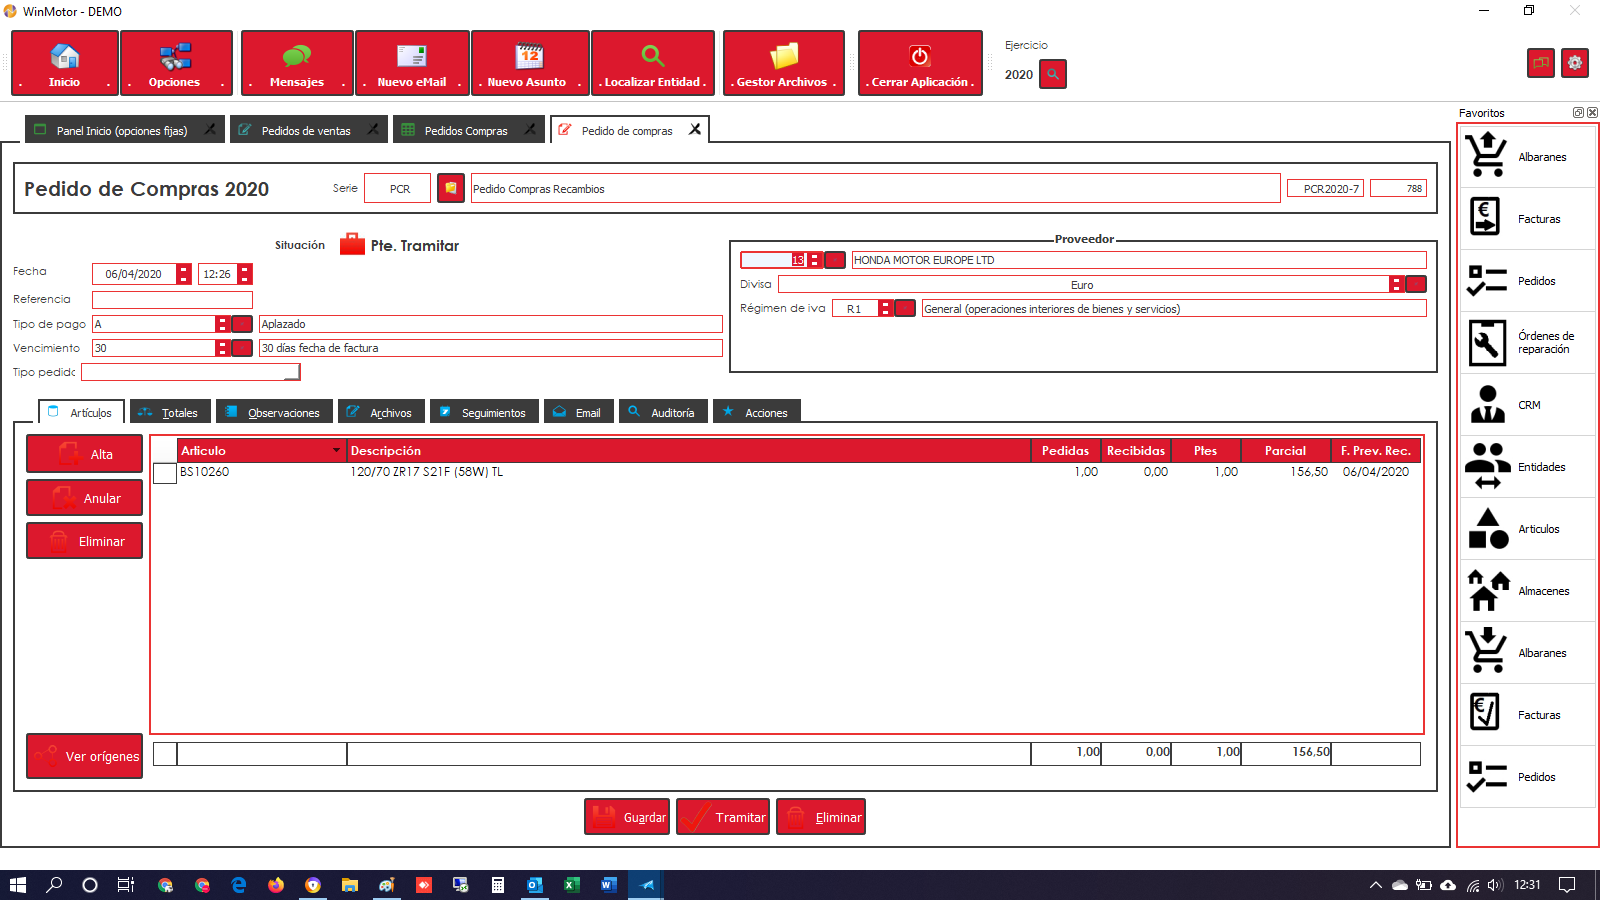 WinMotor - DEMO
. Inicio .
. Opciones .
. Mensajes .
. Nuevo eMail .
. Nuevo Asunto .
. Localizar Entidad .
. Gestor Archivos .
. Cerrar Aplicación .
Ejercicio
2020
Panel Inicio (opciones fijas)
Pedidos de ventas
Pedidos Compras
Pedido de compras
Pedido de Compras 2020
Serie
PCR
Pedido Compras Recambios
PCR2020-7
788
Situación
Pte. Tramitar
Fecha
06/04/2020
12:26
Referencia
Tipo de pago
A
Aplazado
Vencimiento
30
30 días fecha de factura
Tipo pedido
Proveedor
13
HONDA MOTOR EUROPE LTD
Divisa
Euro
Régimen de iva
R1
General (operaciones interiores de bienes y servicios)
Artículos
Totales
Observaciones
Archivos
Seguimientos
Email
Auditoría
Acciones
Alta
Anular
Eliminar
Ver orígenes
Articulo Descripción Pedidas Recibidas Ptes Parcial F. Prev. Rec.
BS10260 120/70 ZR17 S21F (58W) TL 1,00 0,00 1,00 156,50 06/04/2020
1,00 0,00 1,00 156,50
Guardar
Tramitar
Eliminar
Favoritos
Albaranes
Facturas
Pedidos
Órdenes de
reparación
CRM
Entidades
Articulos
Almacenes
Albaranes
Facturas
Pedidos
12:31